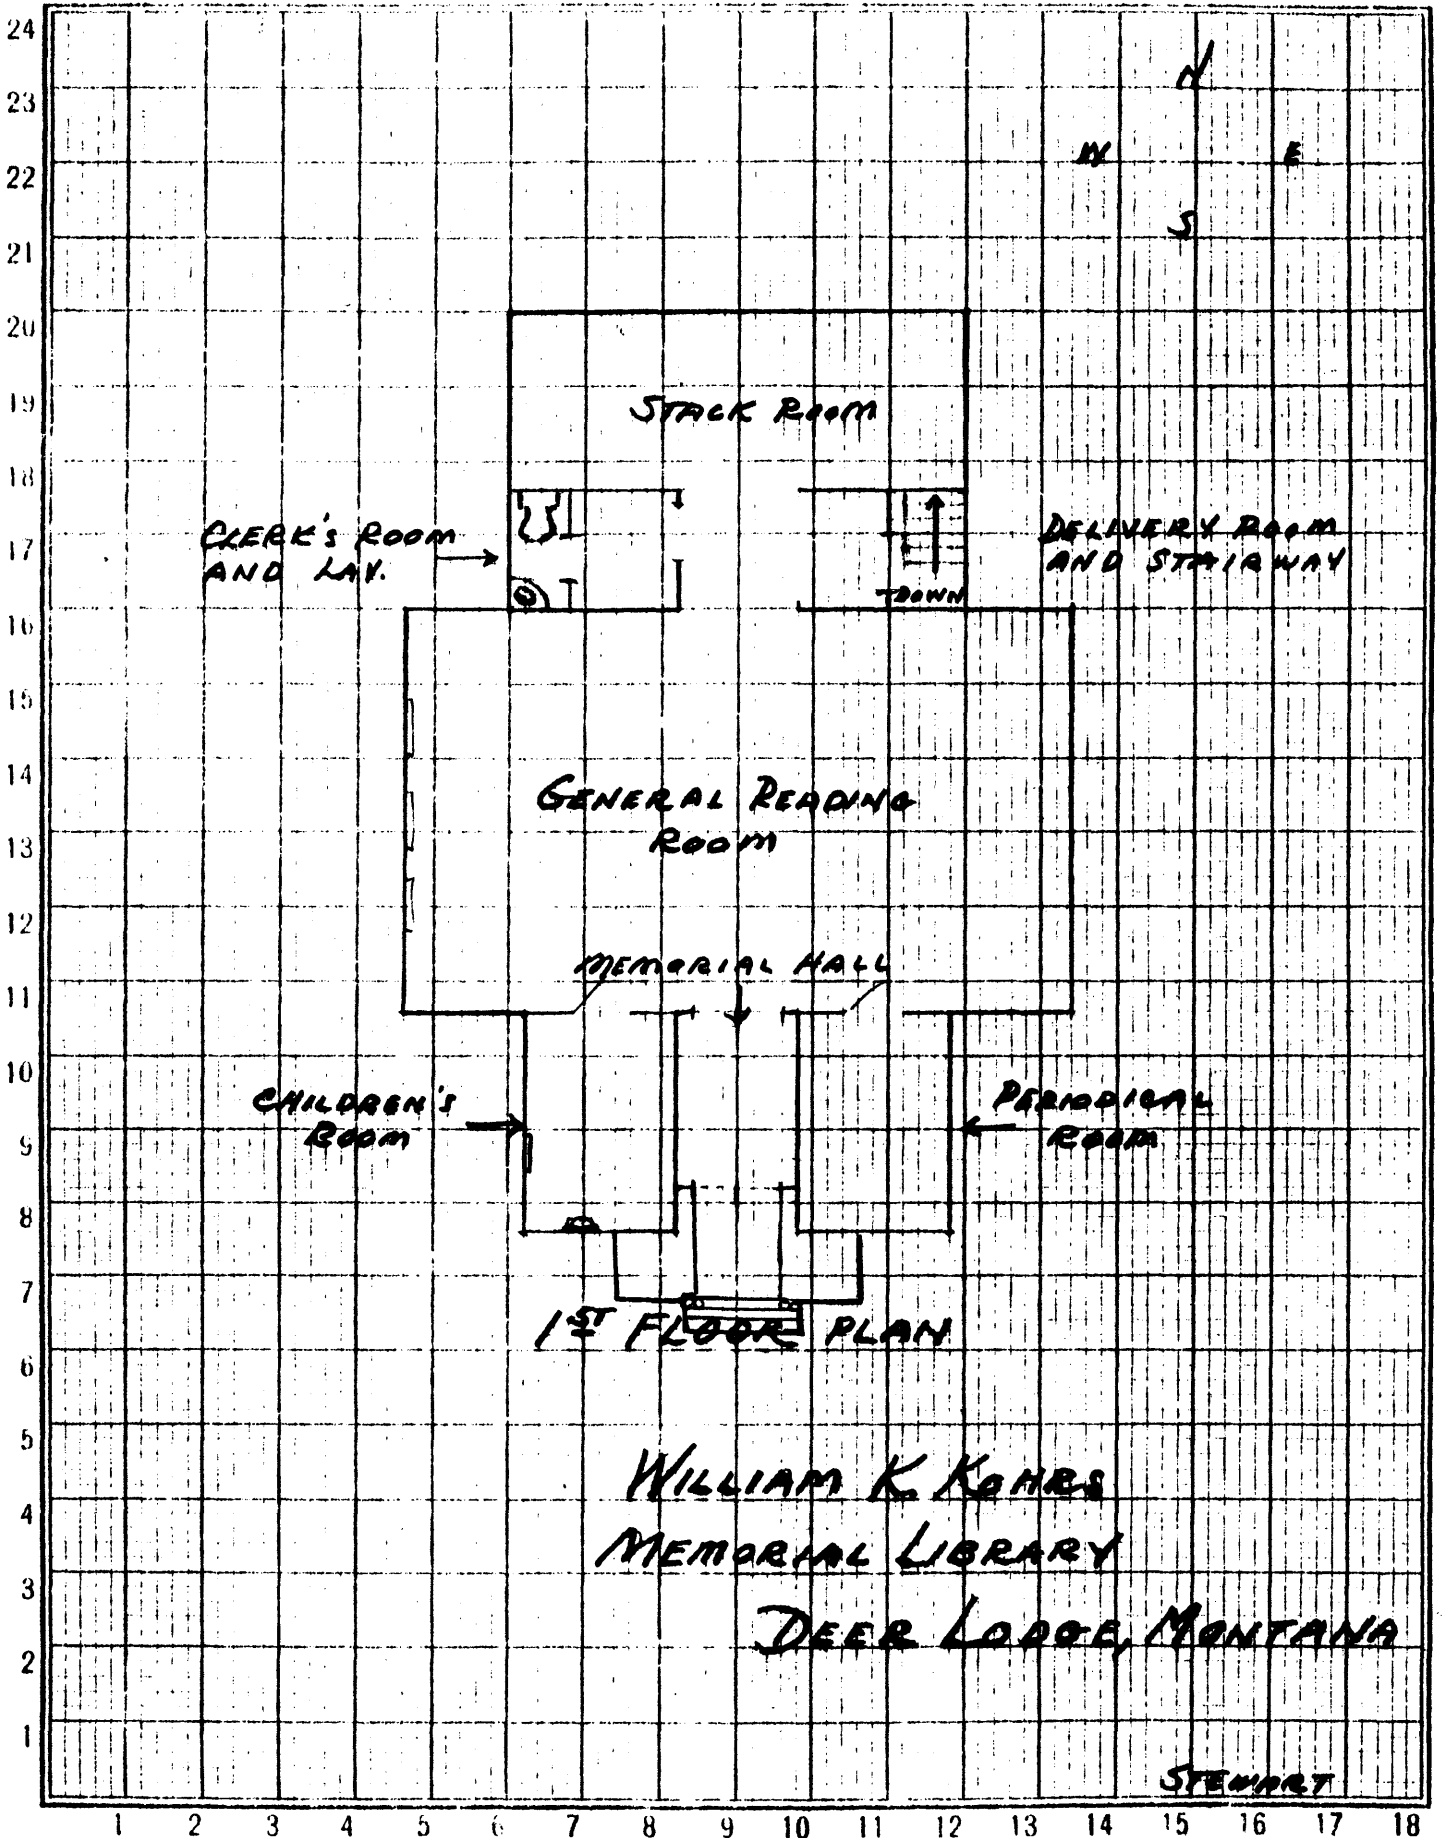 24
23
22
21
20
19
18
17
16
15
14
13
12
11
10
9
8
7
6
5
4
3
2
1
N
W E
S
STACK ROOM
CLERK'S ROOM
AND LAV.
DELIVERY ROOM
AND STAIRWAY
DOWN
GENERAL READING
ROOM
MEMORIAL HALL
CHILDREN'S
ROOM
PERIODICAL
ROOM
1ST FLOOR PLAN
WILLIAM K. KOHRS
MEMORIAL LIBRARY
DEER LODGE, MONTANA
STEWART
1 2 3 4 5 6 7 8 9 10 11 12 13 14 15 16 17 18